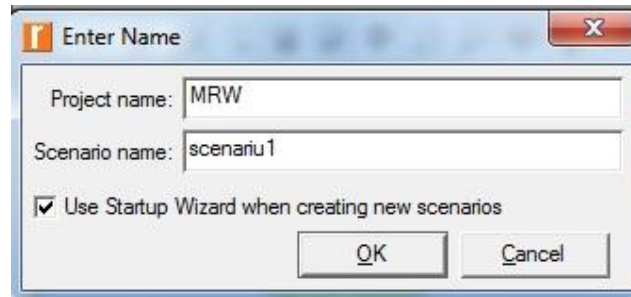 Enter Name
Project name: MRW
Scenario name: scenariu1
Use Startup Wizard when creating new scenarios
OK Cancel